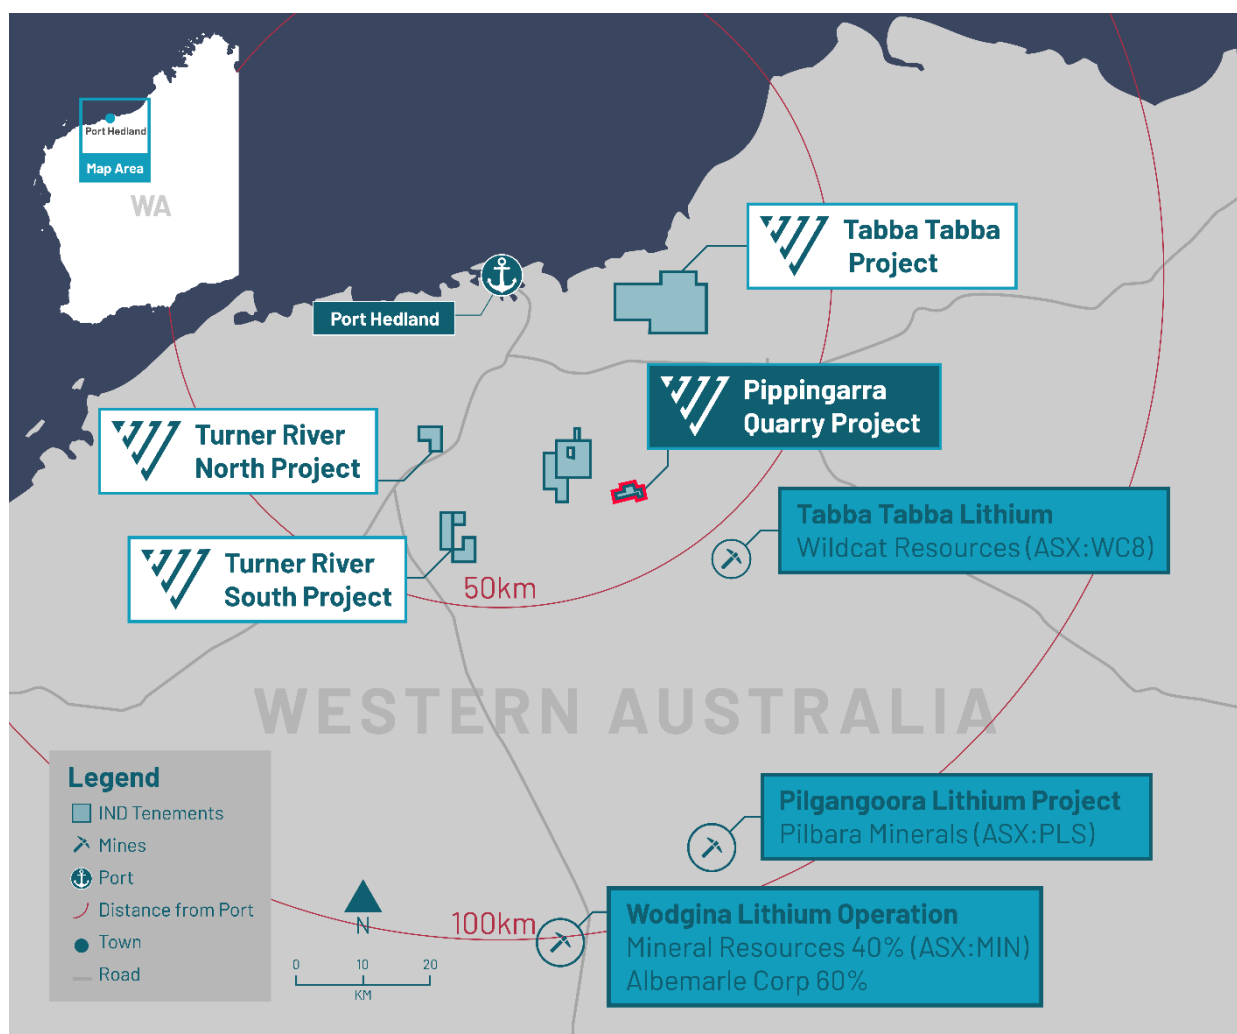 Port Hedland
Map Area
WA
Tabba Tabba
Project
Port Hedland
Pippingarra
Quarry Project
Turner River
North Project
Tabba Tabba Lithium
Wildcat Resources (ASX:WC8)
Turner River
South Project
50km
WESTERN AUSTRALIA
Legend
IND Tenements
Mines
Port
Distance from Port
Town
Road
Pilgangoora Lithium Project
Pilbara Minerals (ASX:PLS)
N
100km
0 10 20
KM
Wodgina Lithium Operation
Mineral Resources 40% (ASX:MIN)
Albemarle Corp 60%